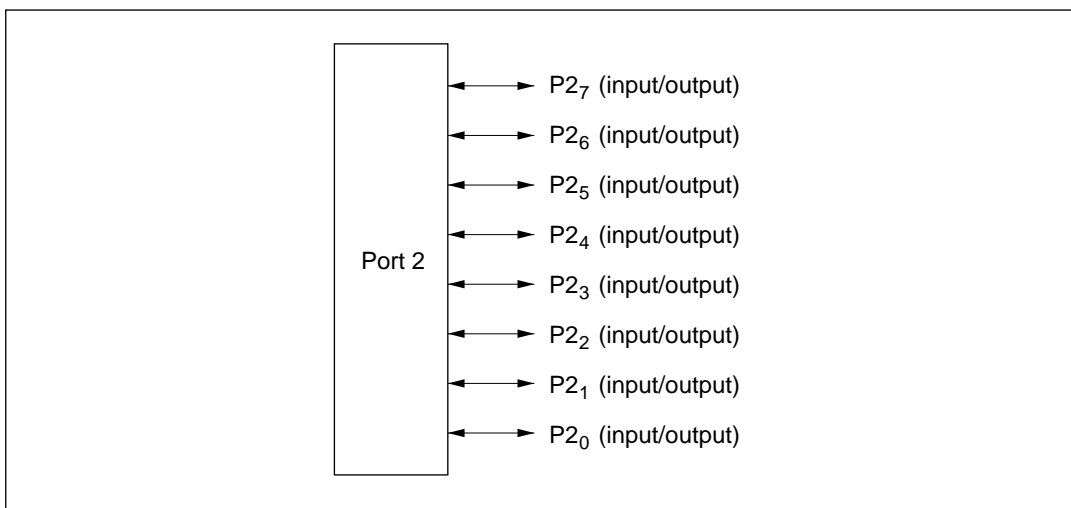 P2₇ (input/output)
P2₆ (input/output)
P2₅ (input/output)
P2₄ (input/output)
Port 2
P2₃ (input/output)
P2₂ (input/output)
P2₁ (input/output)
P2₀ (input/output)